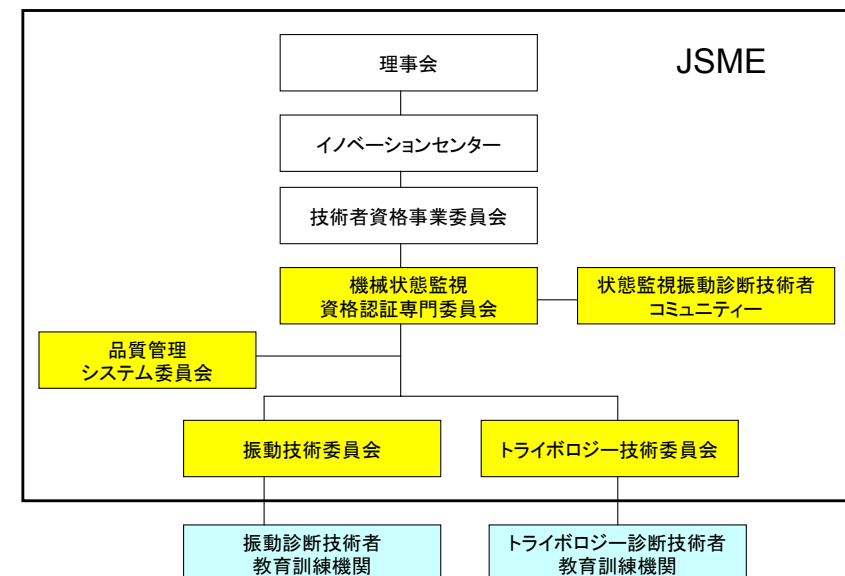 理事会
JSME
イノベーションセンター
技術者資格事業委員会
機械状態監視
資格認証専門委員会
状態監視振動診断技術者
コミュニティー
品質管理
システム委員会
振動技術委員会
トライボロジー技術委員会
振動診断技術者
教育訓練機関
トライボロジー診断技術者
教育訓練機関